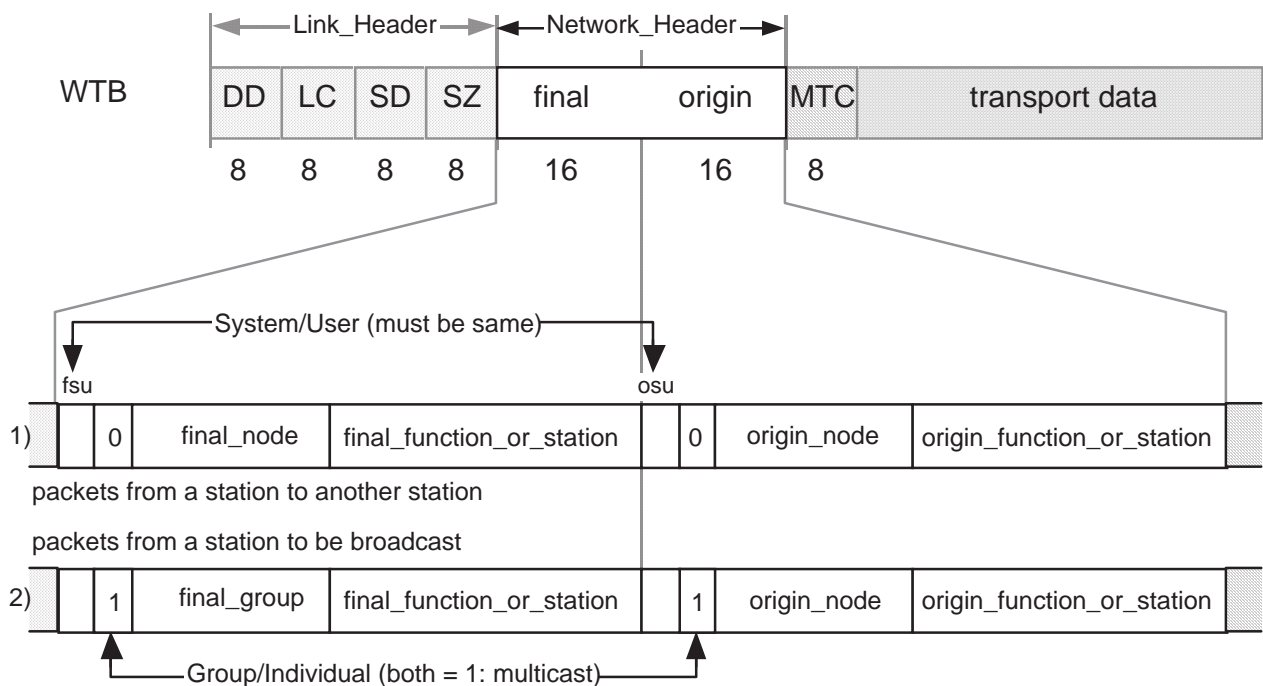 Link_Header Network_Header
WTB DD LC SD SZ final origin MTC transport data
8 8 8 8 16 16 8
System/User (must be same)
fsu osu
1) 0 final_node final_function_or_station 0 origin_node origin_function_or_station
packets from a station to another station
packets from a station to be broadcast
2) 1 final_group final_function_or_station 1 origin_node origin_function_or_station
Group/Individual (both = 1: multicast)